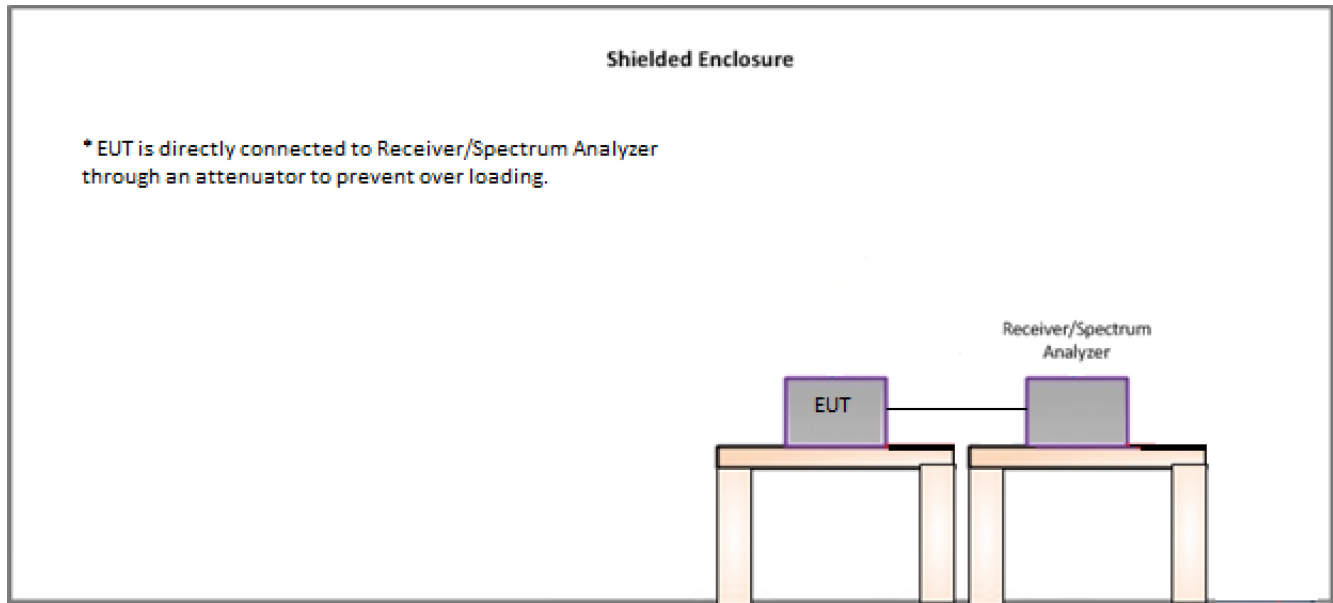 Shielded Enclosure
* EUT is directly connected to Receiver/Spectrum Analyzer
through an attenuator to prevent over loading.
Receiver/Spectrum
Analyzer
EUT